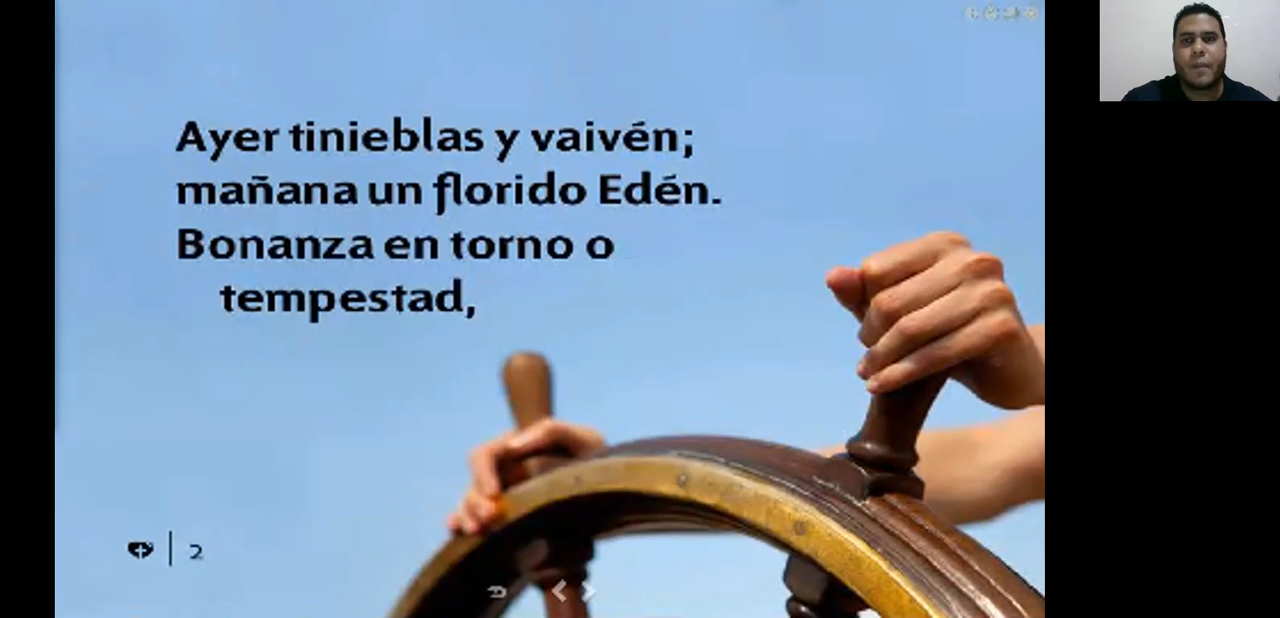 Ayer tinieblas y vaivén;
mañana un florido Edén.
Bonanza en torno o
tempestad,
2